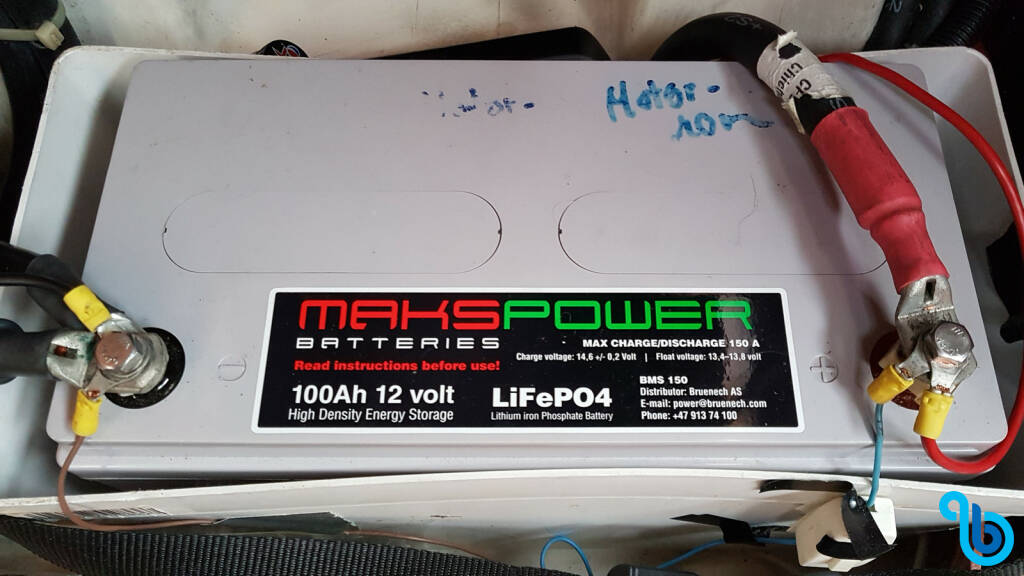 Motor-
rom
MAKSPOWER
BATTERIES
MAX CHARGE/DISCHARGE 150 A
Charge voltage: 14,6 +/- 0,2 Volt | Float voltage: 13,4–13,8 volt
Read instructions before use!
100Ah 12 volt
High Density Energy Storage
LiFePO4
Lithium iron Phosphate Battery
BMS 150
Distributor: Bruenech AS
E-mail: power@bruenech.com
Phone: +47 913 74 100